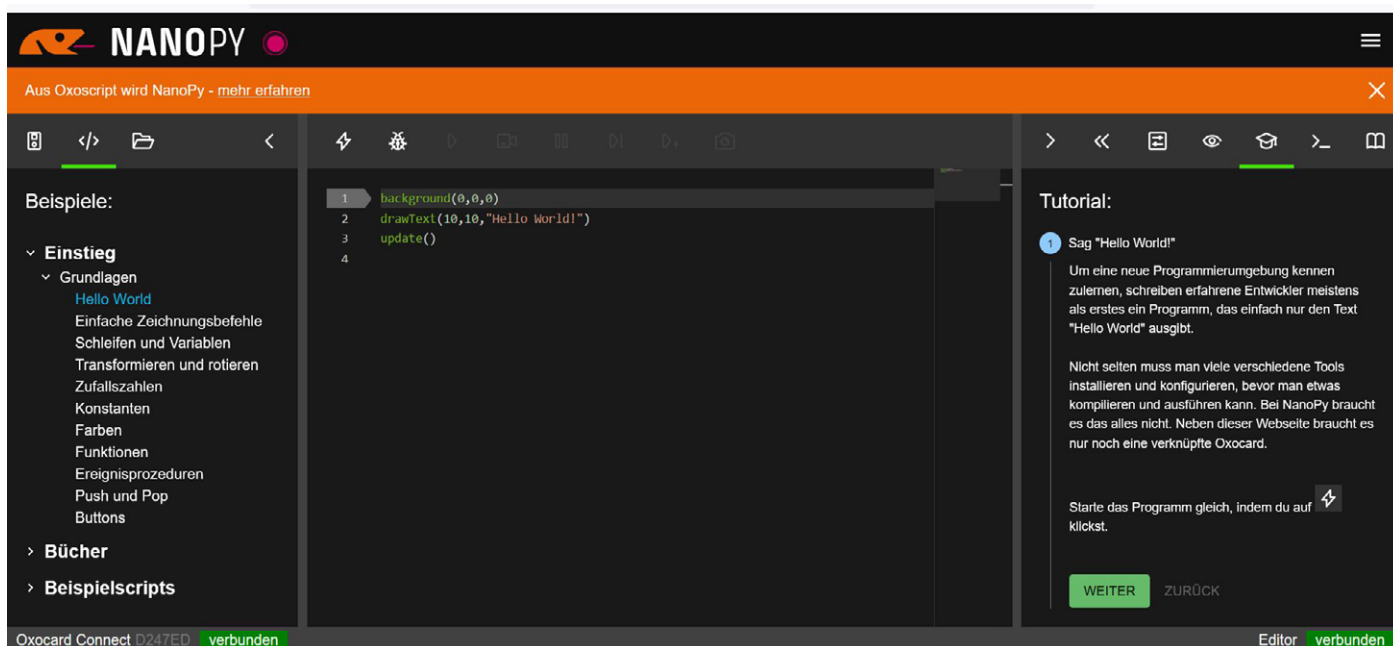 NANOPY
Aus Oxoscript wird NanoPy - mehr erfahren
Beispiele:
Einstieg
Grundlagen
Hello World
Einfache Zeichnungsbefehle
Schleifen und Variablen
Transformieren und rotieren
Zufallszahlen
Konstanten
Farben
Funktionen
Ereignisprozeduren
Push und Pop
Buttons
Bücher
Beispielscripts
1 background(0,0,0)
2 drawText(10,10,"Hello World!")
3 update()
4
Tutorial:
1 Sag "Hello World!"
Um eine neue Programmierumgebung kennen
zulernen, schreiben erfahrene Entwickler meistens
als erstes ein Programm, das einfach nur den Text
"Hello World" ausgibt.
Nicht selten muss man viele verschiedene Tools
installieren und konfigurieren, bevor man etwas
kompilieren und ausführen kann. Bei NanoPy braucht
es das alles nicht. Neben dieser Webseite braucht es
nur noch eine verknüpfte Oxocard.
Starte das Programm gleich, indem du auf
klickst.
WEITER ZURÜCK
Oxocard Connect D247ED verbunden
Editor verbunden